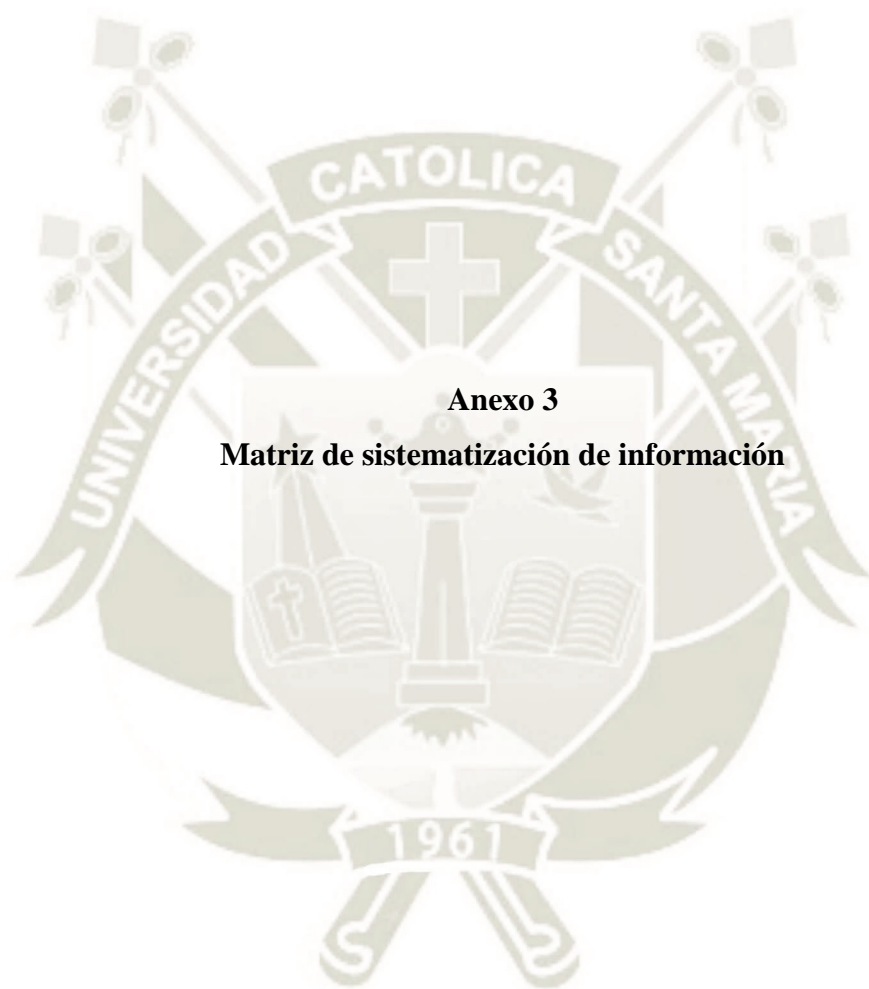 CATOLICA
UNIVERSIDAD
SANTA MARIA
Anexo 3
Matriz de sistematización de información
1961